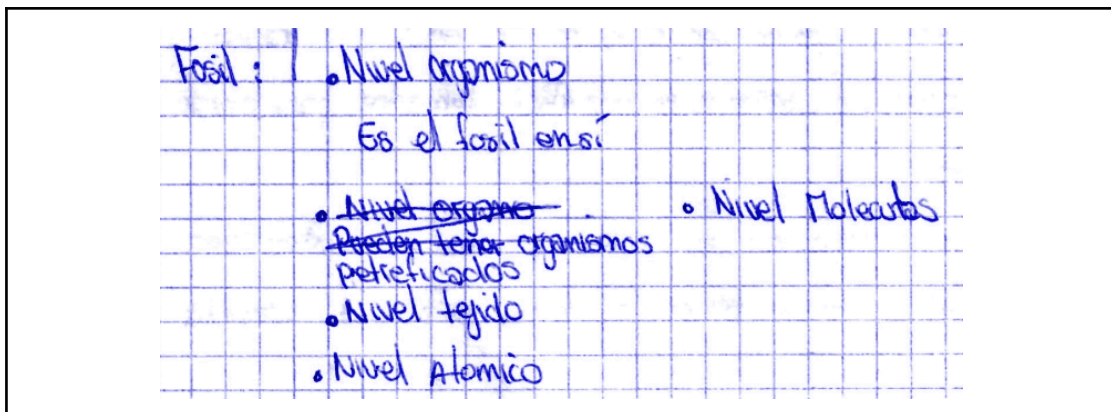 Fosil : | • Nivel organismo
Es el fosil en sí
• Nivel organo
Pueden tener organismos
petreficados
• Nivel Moleculas
• Nivel tejido
• Nivel Atomico